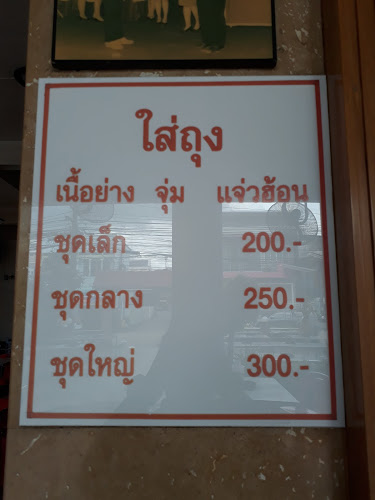 ใส่ถุง
เนื้อย่าง จุ่ม แจ่วฮ้อน
ชุดเล็ก 200.-
ชุดกลาง 250.-
ชุดใหญ่ 300.-